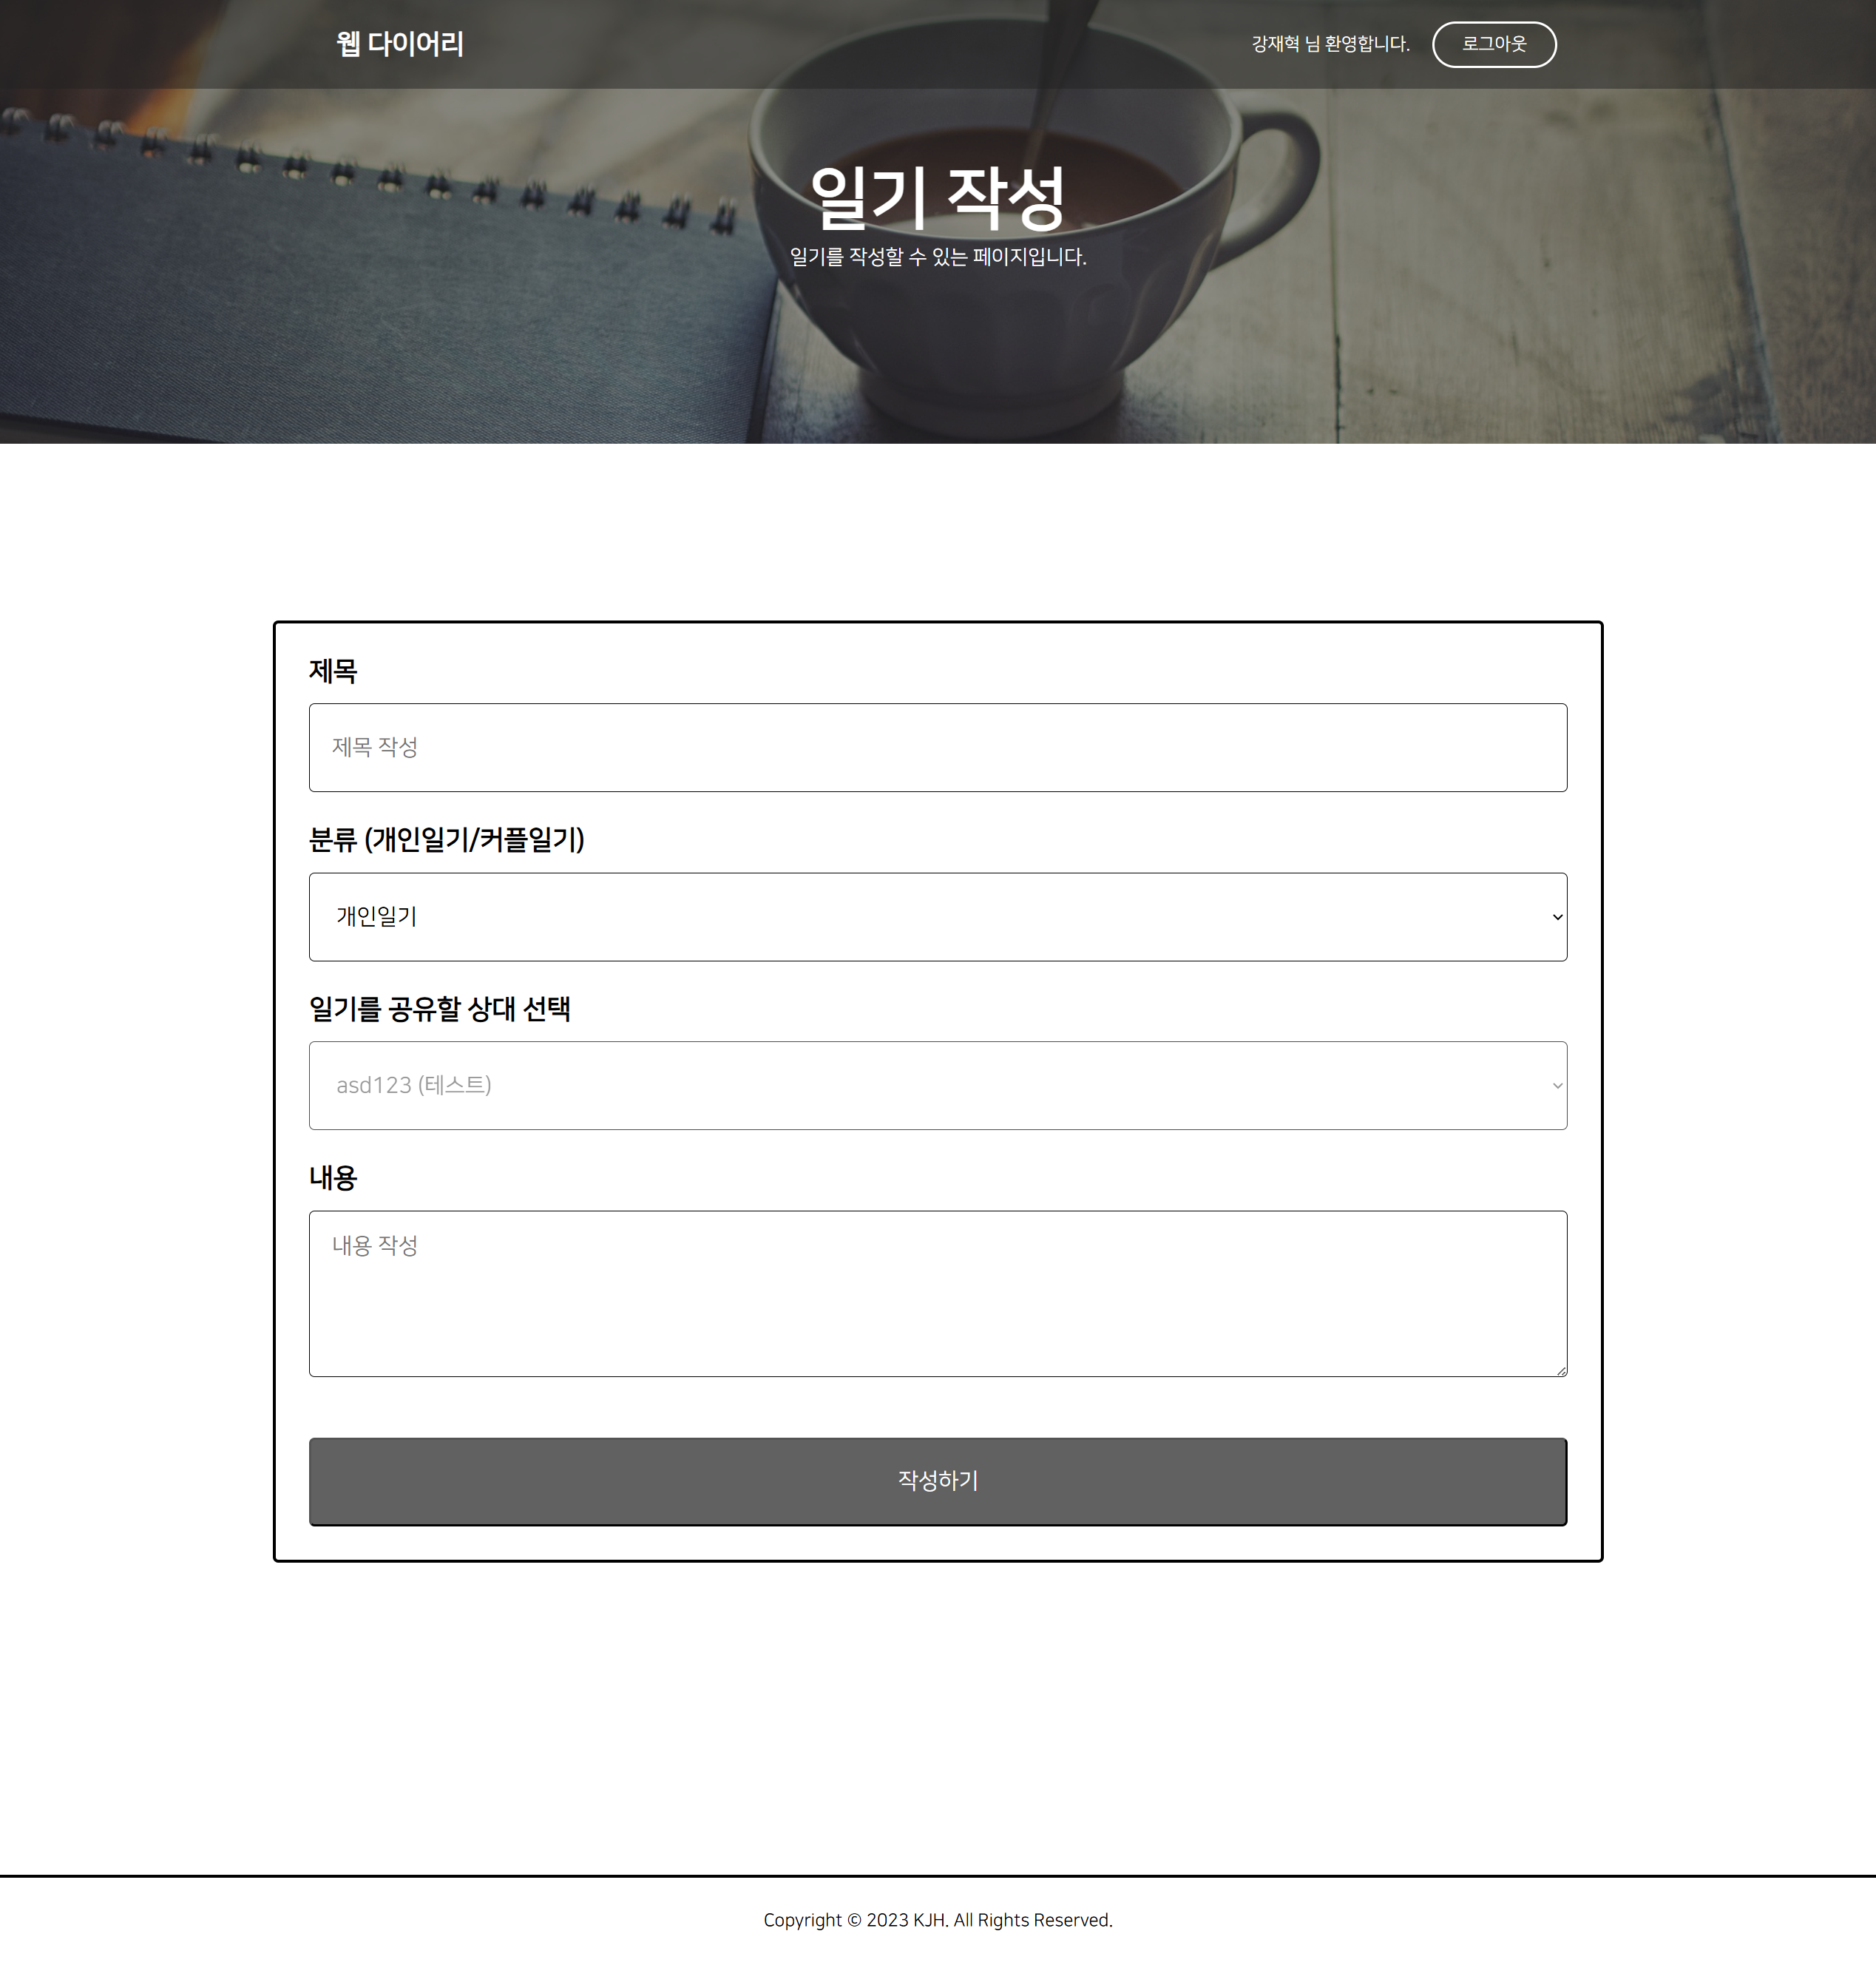 웹 다이어리
강재혁 님 환영합니다.
로그아웃
일기 작성
일기를 작성할 수 있는 페이지입니다.
제목
제목 작성
분류 (개인일기/커플일기)
개인일기
일기를 공유할 상대 선택
asd123 (테스트)
내용
내용 작성
작성하기
Copyright © 2023 KJH. All Rights Reserved.